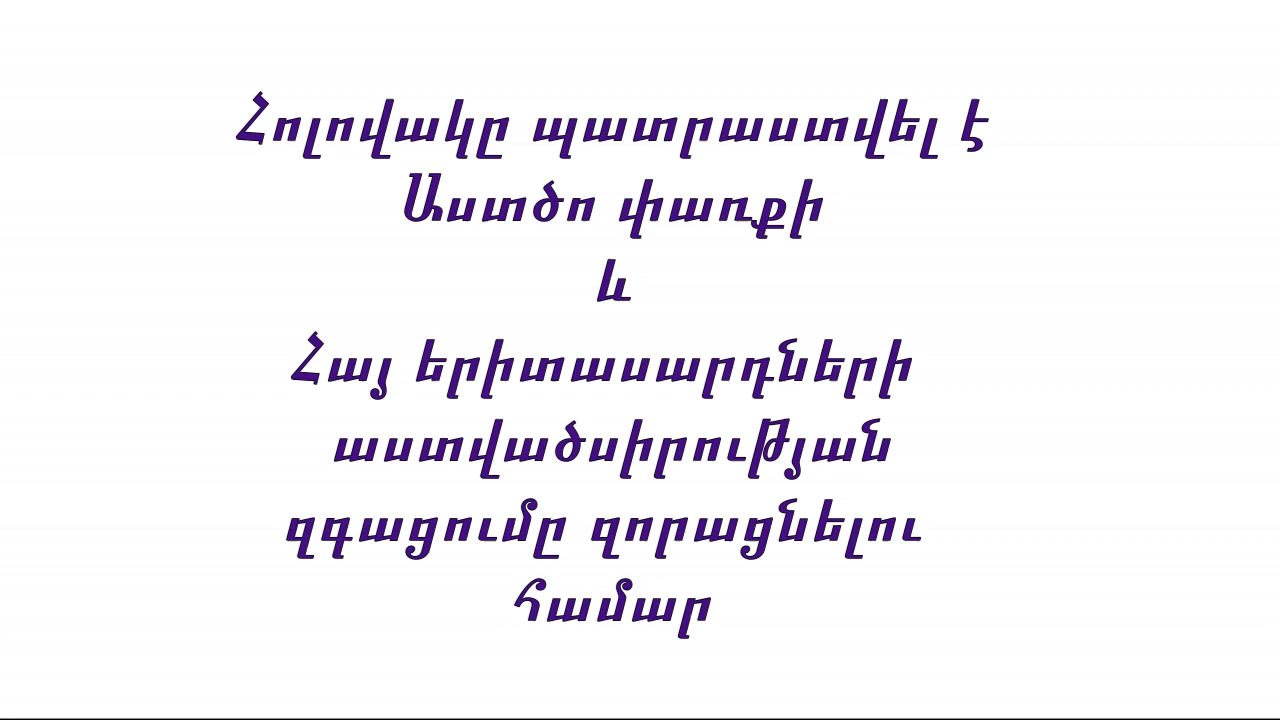 Հոլովակը պատրաստվել է
Աստծո փառքի
և
Հայ երիտասարդների
աստվածսիրության
զգացումը զորացնելու
համար